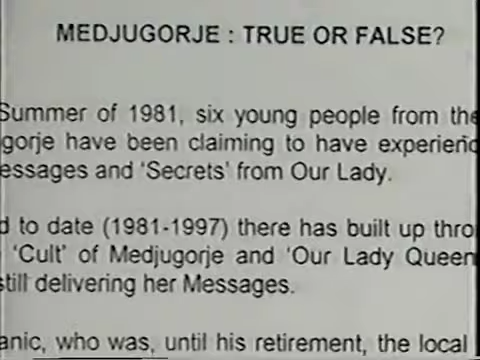 MEDJUGORJE : TRUE OR FALSE?
Summer of 1981, six young people from the
gorje have been claiming to have experienc
essages and 'Secrets' from Our Lady.
d to date (1981-1997) there has built up thro
'Cult' of Medjugorje and 'Our Lady Queen
still delivering her Messages.
anic, who was, until his retirement, the local